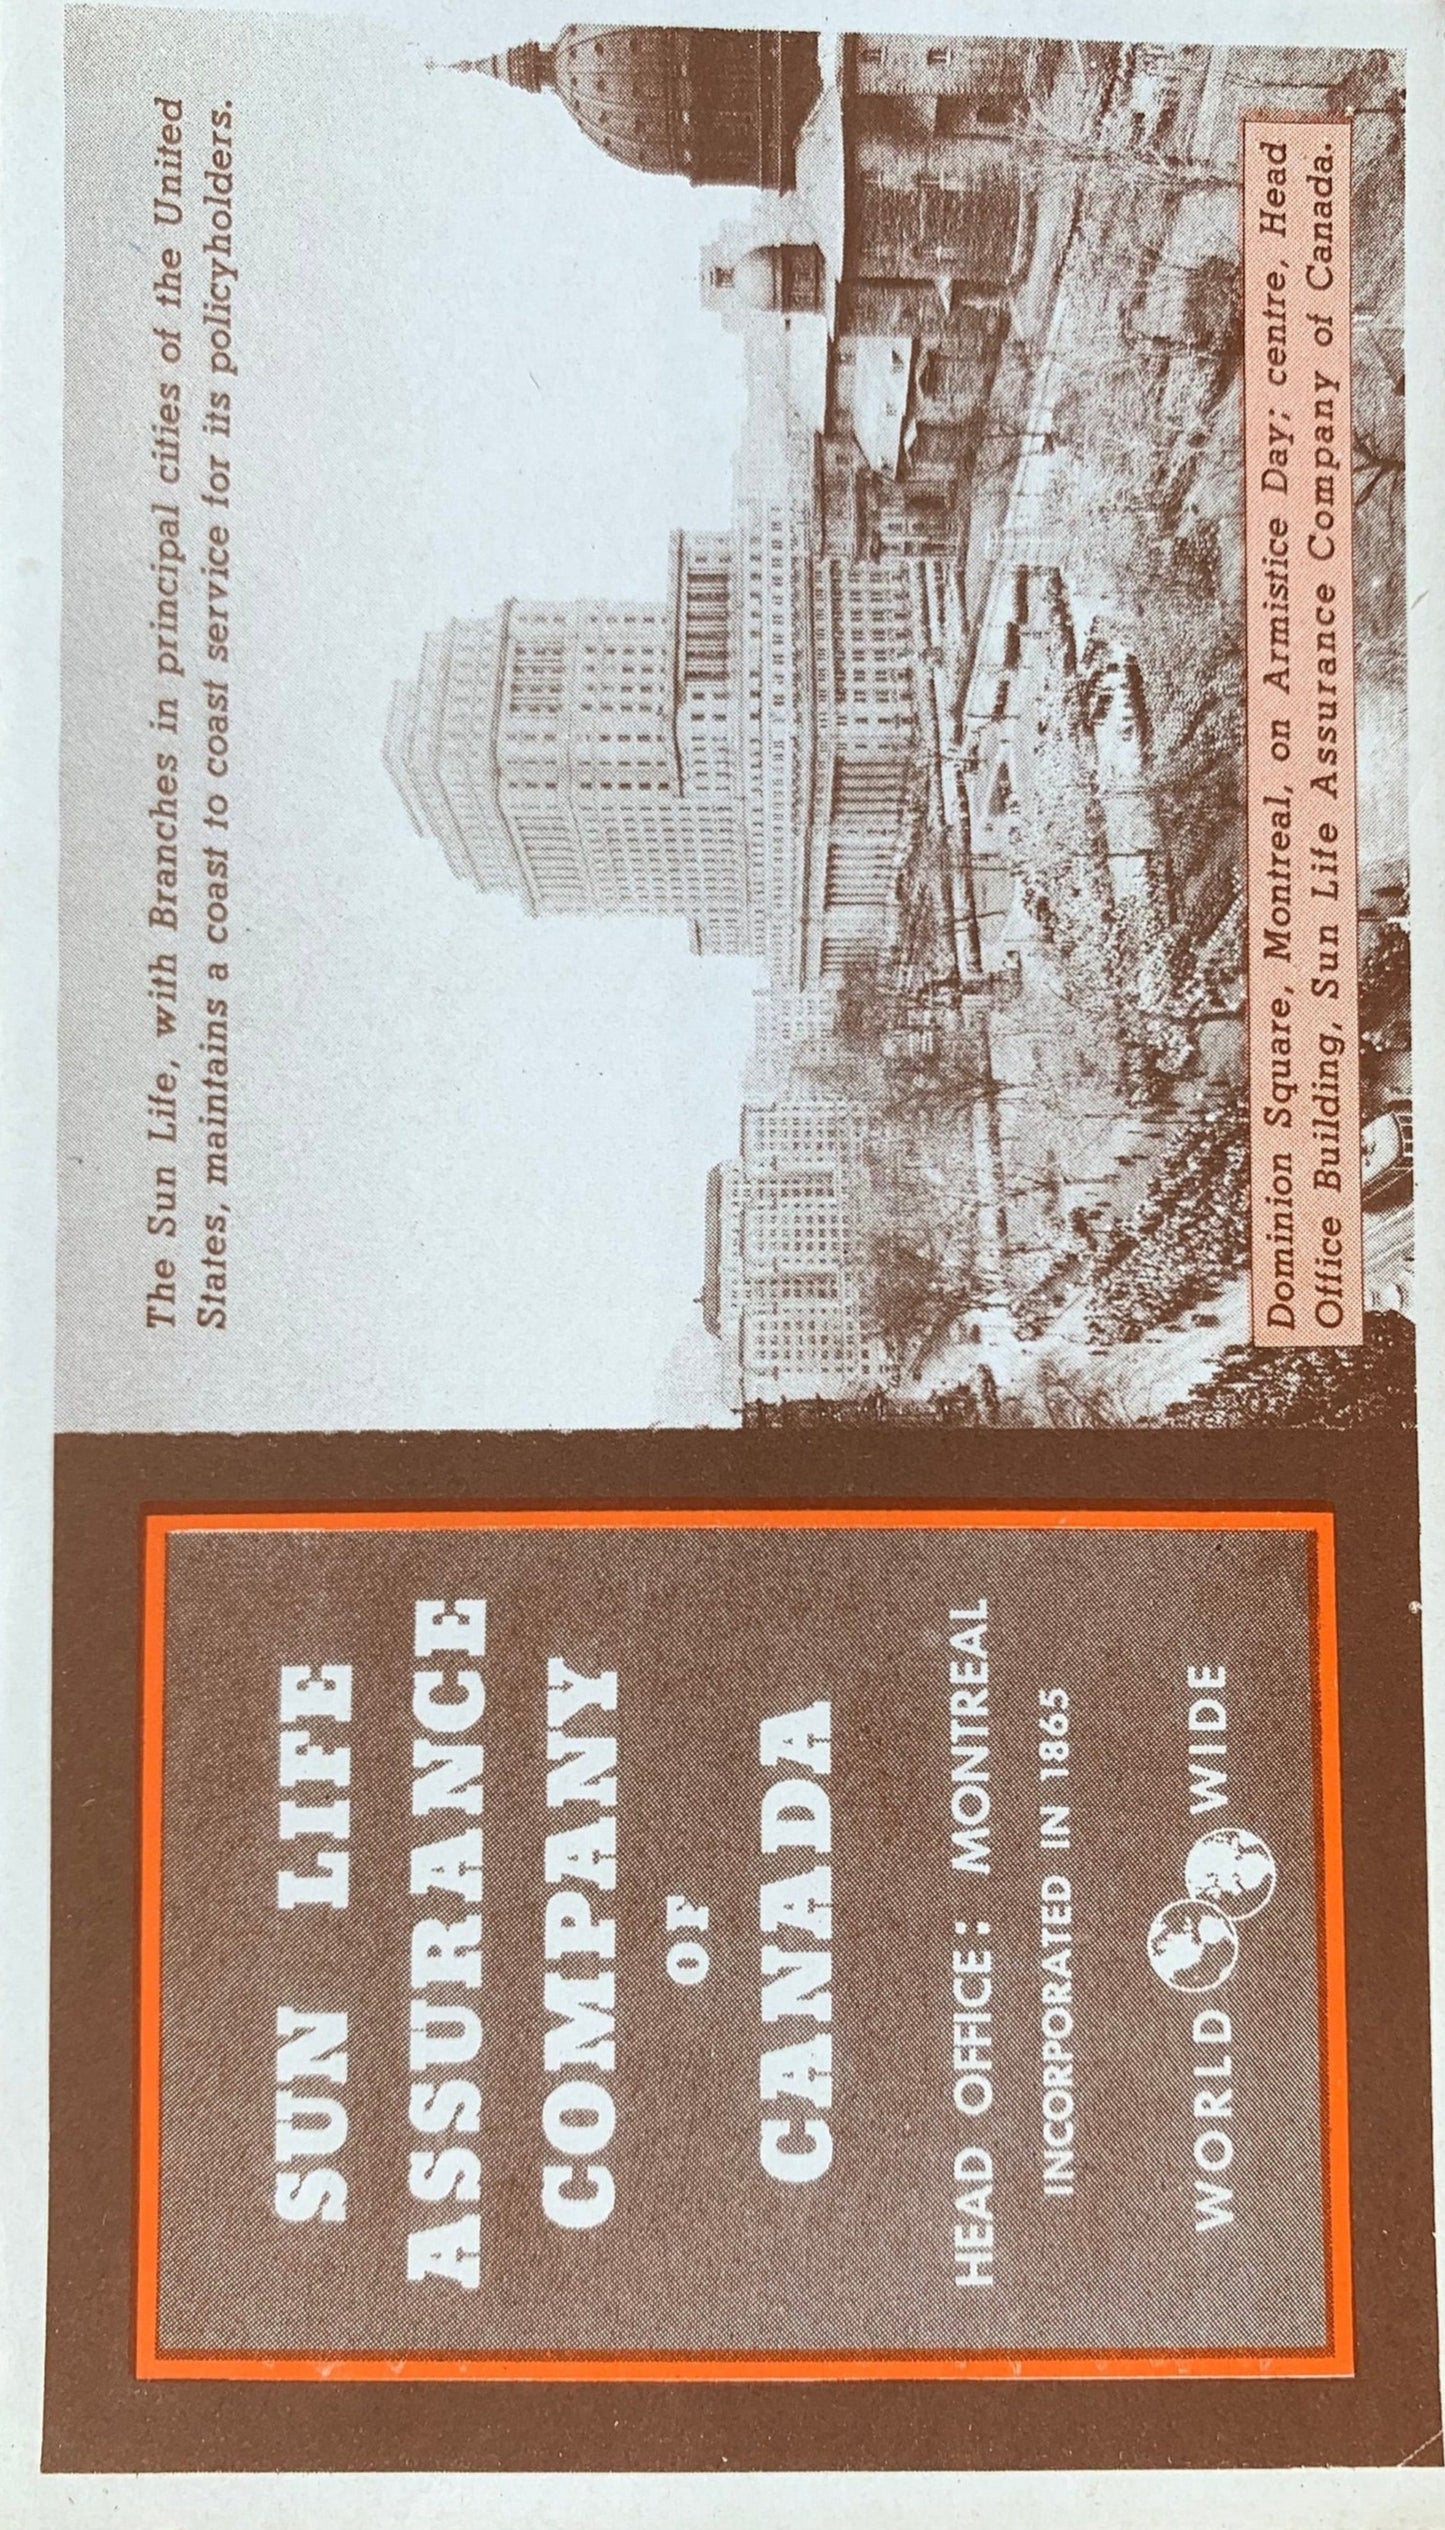 SUN LIFE
ASSURANCE
COMPANY
OF
CANADA
HEAD OFFICE: MONTREAL
INCORPORATED IN 1865
WORLD WIDE
The Sun Life, with Branches in principal cities of the United
States, maintains a coast to coast service for its policyholders.
Dominion Square, Montreal, on Armistice Day; centre, Head
Office Building, Sun Life Assurance Company of Canada.